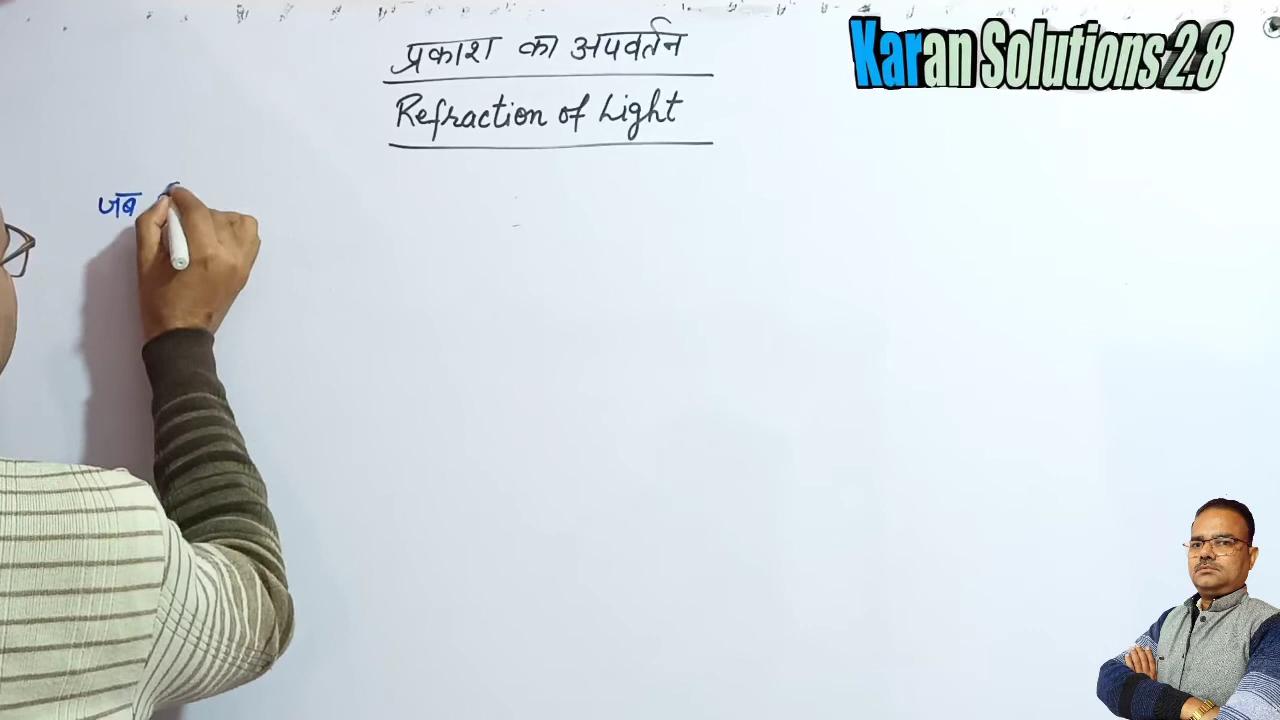 प्रकाश का अपवर्तन
Karan Solutions 2.8
Refraction of Light
जब